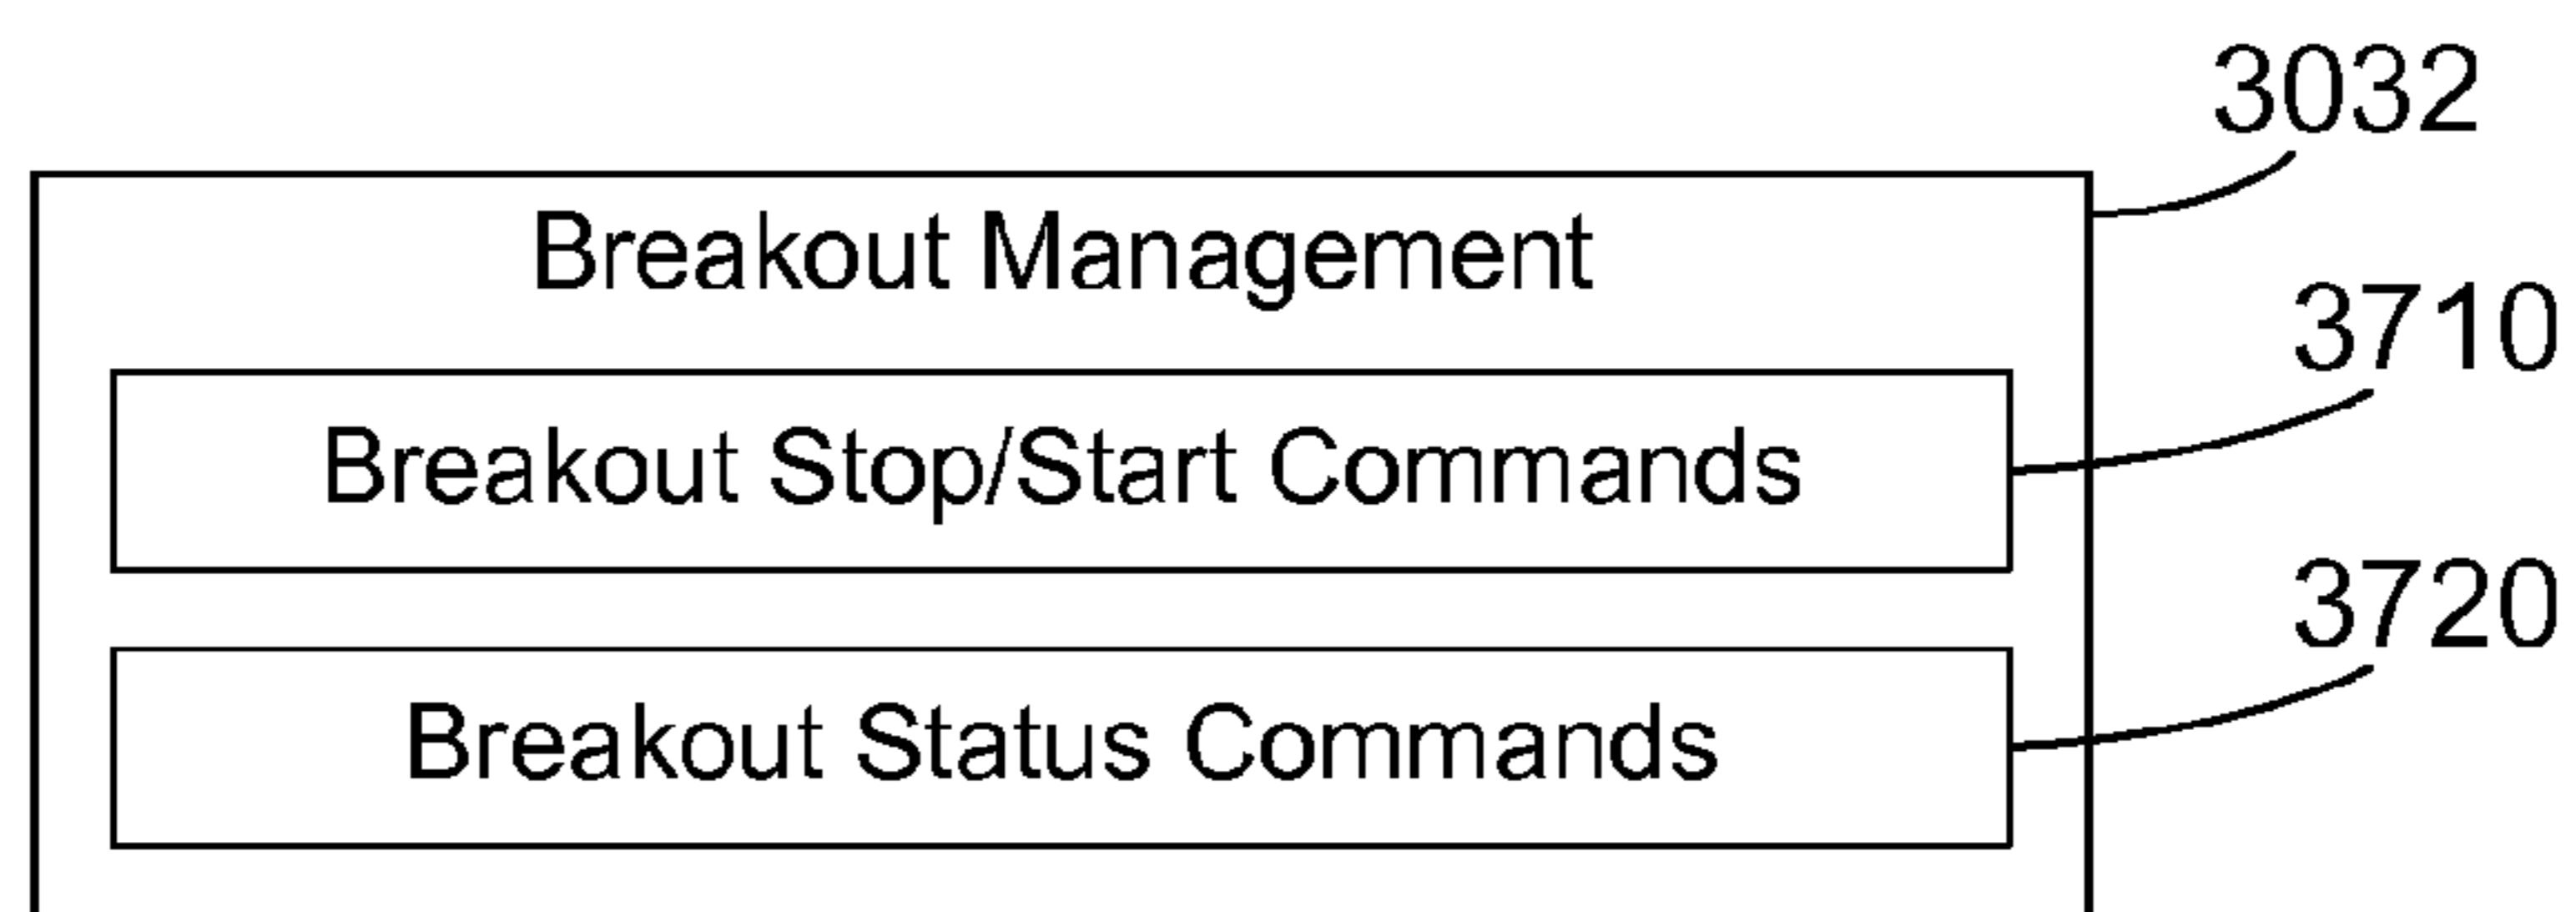 3032
Breakout Management
3710
Breakout Stop/Start Commands
3720
Breakout Status Commands